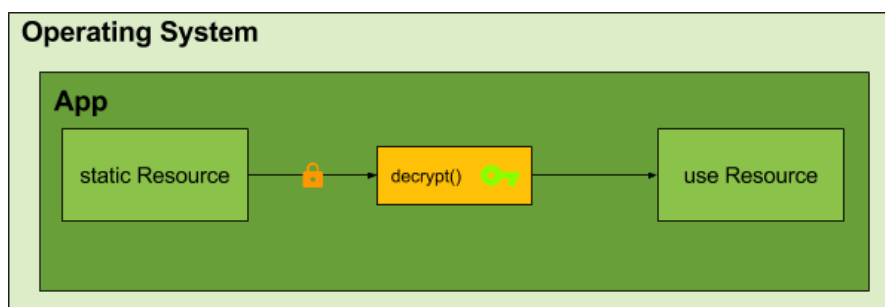 Operating System
App
static Resource
decrypt()
use Resource